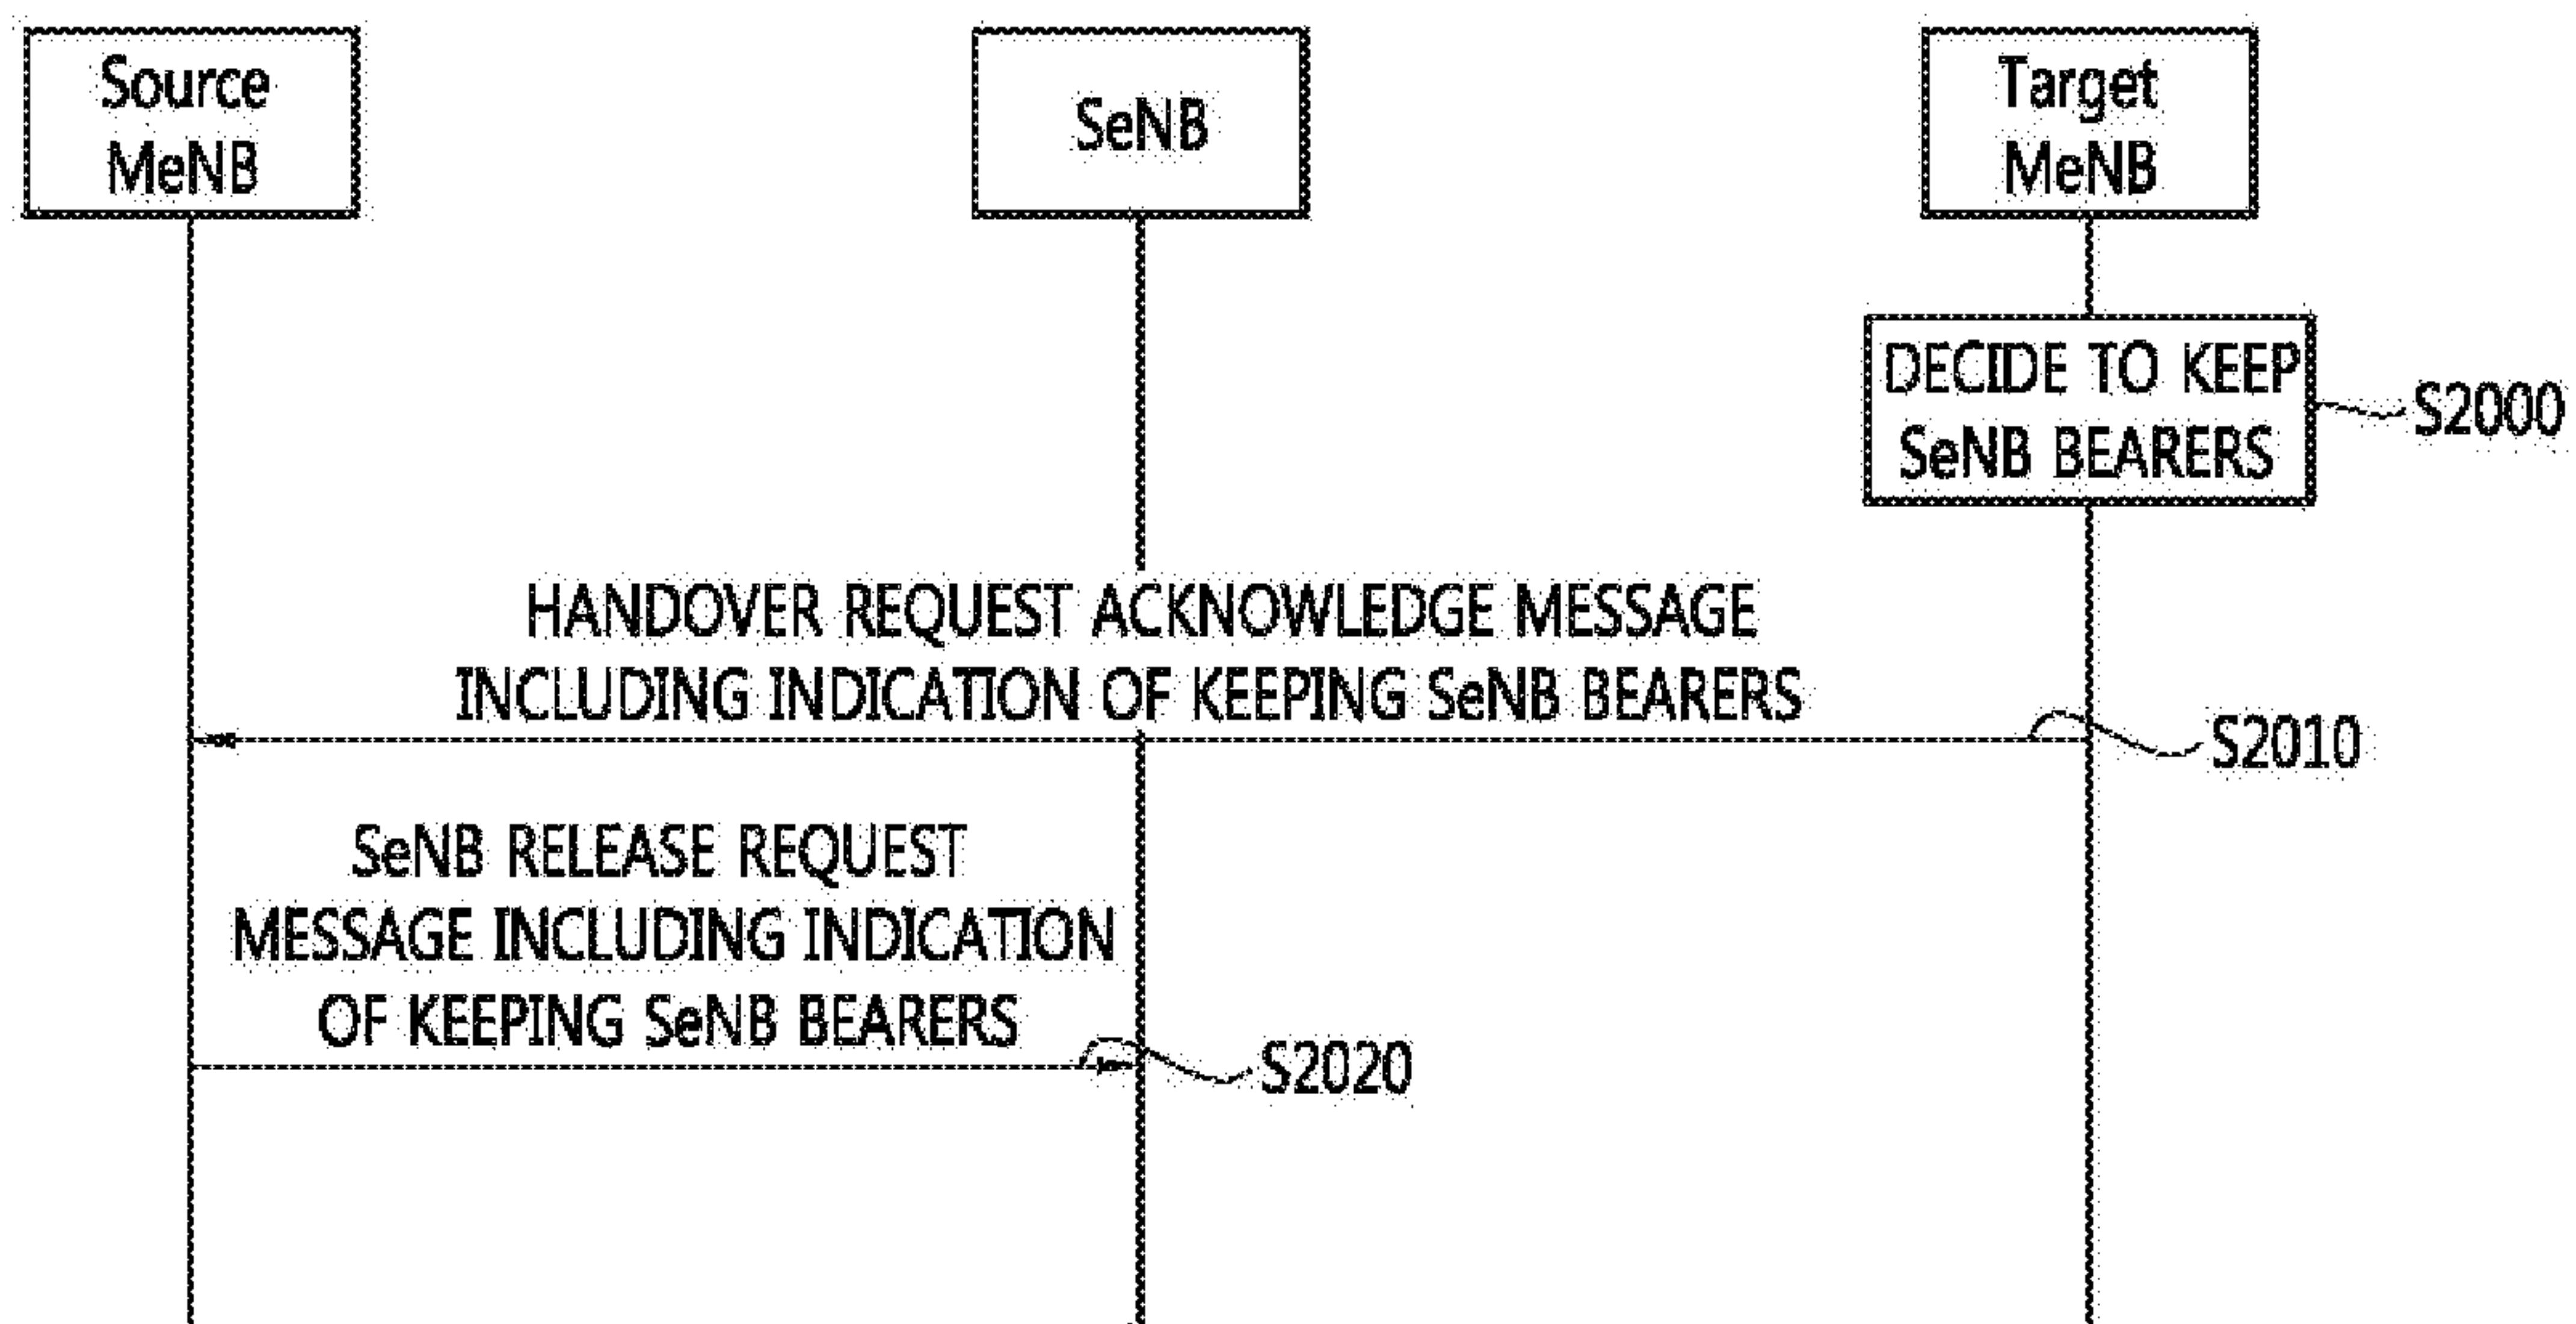 Source
MeNB
SeNB
Target
MeNB
DECIDE TO KEEP
SeNB BEARERS
S2000
HANDOVER REQUEST ACKNOWLEDGE MESSAGE
INCLUDING INDICATION OF KEEPING SeNB BEARERS
S2010
SeNB RELEASE REQUEST
MESSAGE INCLUDING INDICATION
OF KEEPING SeNB BEARERS
S2020